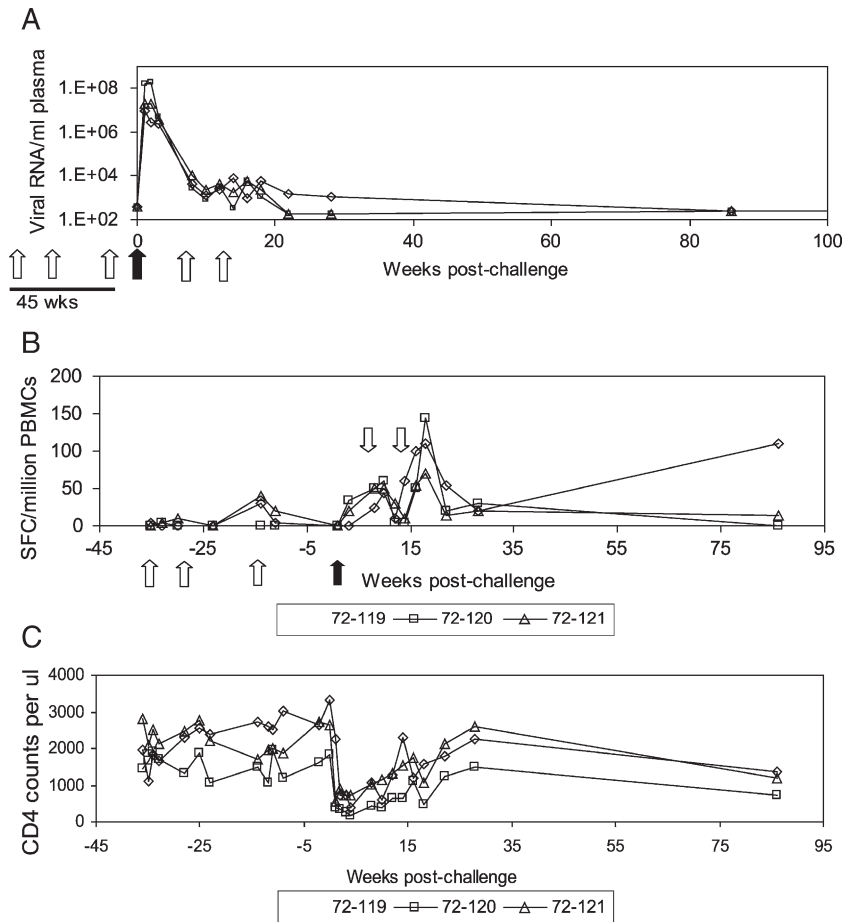 A
Viral RNA/ml plasma
1.E+08
1.E+06
1.E+04
1.E+02
0 20 40 60 80 100
Weeks post-challenge
45 wks
B
SFC/million PBMCs
200
150
100
50
0
-45 -25 -5 15 35 55 75 95
Weeks post-challenge
72-119 72-120 72-121
C
CD4 counts per ul
4000
3000
2000
1000
0
-45 -25 -5 15 35 55 75 95
Weeks post-challenge
72-119 72-120 72-121